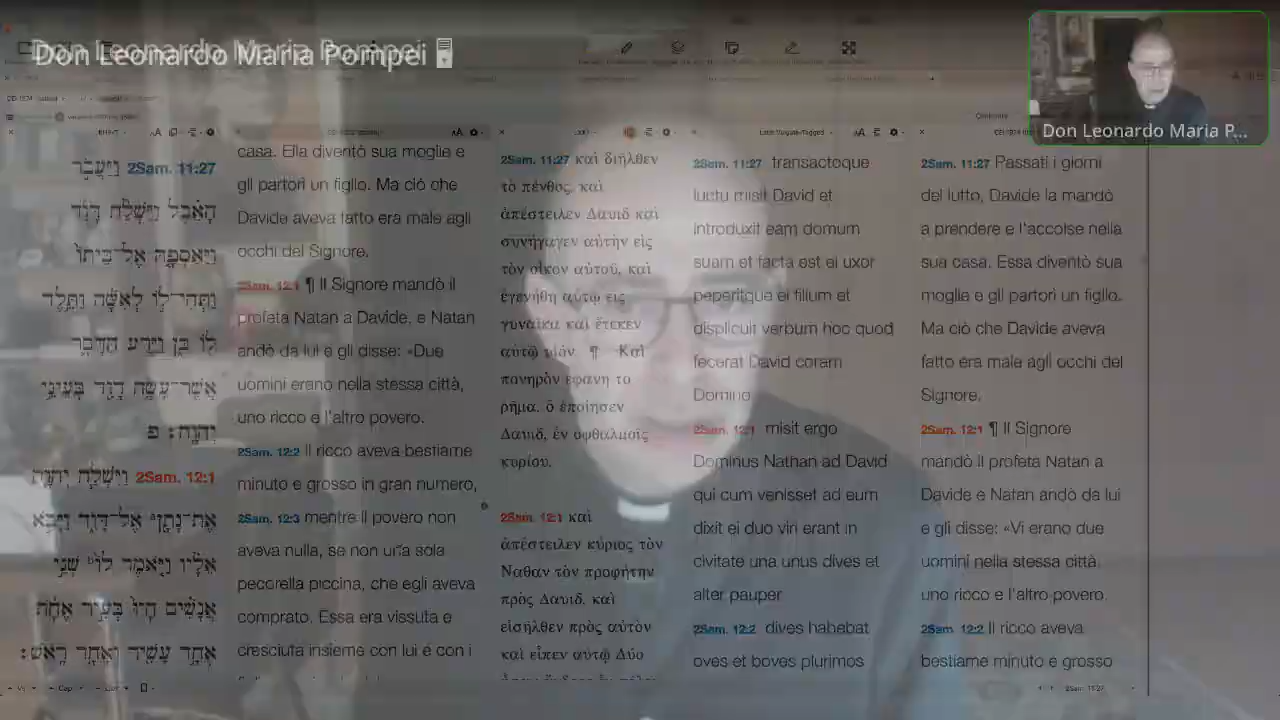 Don Leonardo Maria Pompei
Don Leonardo Maria P...
2Sam. 11:27 וַיַּעֲבֹר
הָאֵבֶל וַיִּשְׁלַח דָּוִד
וַיַּאַסְפָהּ אֶל־בֵּיתוֹ
וַתְּהִי־לוֹ לְאִשָּׁה וַתֵּלֶד
לוֹ בֵּן וַיֵּרַע הַדָּבָר
אֲשֶׁר־עָשָׂה דָוִד בְּעֵינֵי
יְהוָה׃ פ
2Sam. 12:1 וַיִּשְׁלַח יְהוָה
אֶת־נָתָן אֶל־דָּוִד וַיָּבֹא
אֵלָיו וַיֹּאמֶר לוֹ שְׁנֵי
אֲנָשִׁים הָיוּ בְּעִיר אֶחָת
אֶחָד עָשִׁיר וְאֶחָד רָאשׁ׃
casa. Ella diventò sua moglie e
gli partorì un figlio. Ma ciò che
Davide aveva fatto era male agli
occhi del Signore.
2Sam. 12:1 ¶ Il Signore mandò il
profeta Natan a Davide, e Natan
andò da lui e gli disse: «Due
uomini erano nella stessa città,
uno ricco e l'altro povero.
2Sam. 12:2 Il ricco aveva bestiame
minuto e grosso in gran numero,
2Sam. 12:3 mentre il povero non
aveva nulla, se non una sola
pecorella piccina, che egli aveva
comprato. Essa era vissuta e
cresciuta insieme con lui e con i
2Sam. 11:27 καὶ διῆλθεν
τὸ πένθος, καὶ
ἀπέστειλεν Δαυιδ καὶ
συνήγαγεν αὐτὴν εἰς
τὸν οἶκον αὐτοῦ, καὶ
ἐγενήθη αὐτῷ εἰς
γυναῖκα καὶ ἔτεκεν
αὐτῷ υἱόν. ¶ Καὶ
πονηρὸν ἐφάνη τὸ
ῥῆμα, ὃ ἐποίησεν
Δαυιδ, ἐν ὀφθαλμοῖς
κυρίου.
2Sam. 12:1 καὶ
ἀπέστειλεν κύριος τὸν
Ναθαν τὸν προφήτην
πρὸς Δαυιδ, καὶ
εἰσῆλθεν πρὸς αὐτὸν
καὶ εἶπεν αὐτῷ Δύο
2Sam. 11:27 transactoque
luctu misit David et
introduxit eam domum
suam et facta est ei uxor
peperitque ei filium et
displicuit verbum hoc quod
fecerat David coram
Domino
2Sam. 12:1 misit ergo
Dominus Nathan ad David
qui cum venisset ad eum
dixit ei duo viri erant in
civitate una unus dives et
alter pauper
2Sam. 12:2 dives habebat
oves et boves plurimos
2Sam. 11:27 Passati i giorni
del lutto, Davide la mandò
a prendere e l'accolse nella
sua casa. Essa diventò sua
moglie e gli partorì un figlio.
Ma ciò che Davide aveva
fatto era male agli occhi del
Signore.
2Sam. 12:1 ¶ Il Signore
mandò il profeta Natan a
Davide e Natan andò da lui
e gli disse: «Vi erano due
uomini nella stessa città,
uno ricco e l'altro povero.
2Sam. 12:2 Il ricco aveva
bestiame minuto e grosso
2Sam. 11:27